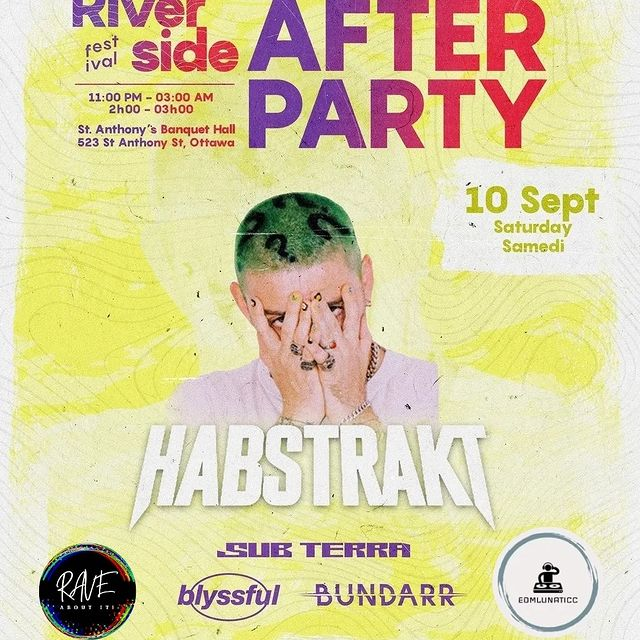 River
fest
ival
side
AFTER
PARTY
11:00 PM - 03:00 AM
2h00 - 03h00
St. Anthony's Banquet Hall
523 St Anthony St, Ottawa
10 Sept
Saturday
Samedi
HABSTRAKT
SUB TERRA
blyssful
BUNDARR
RAVE
ABOUT IT!
EDMLUNATICC